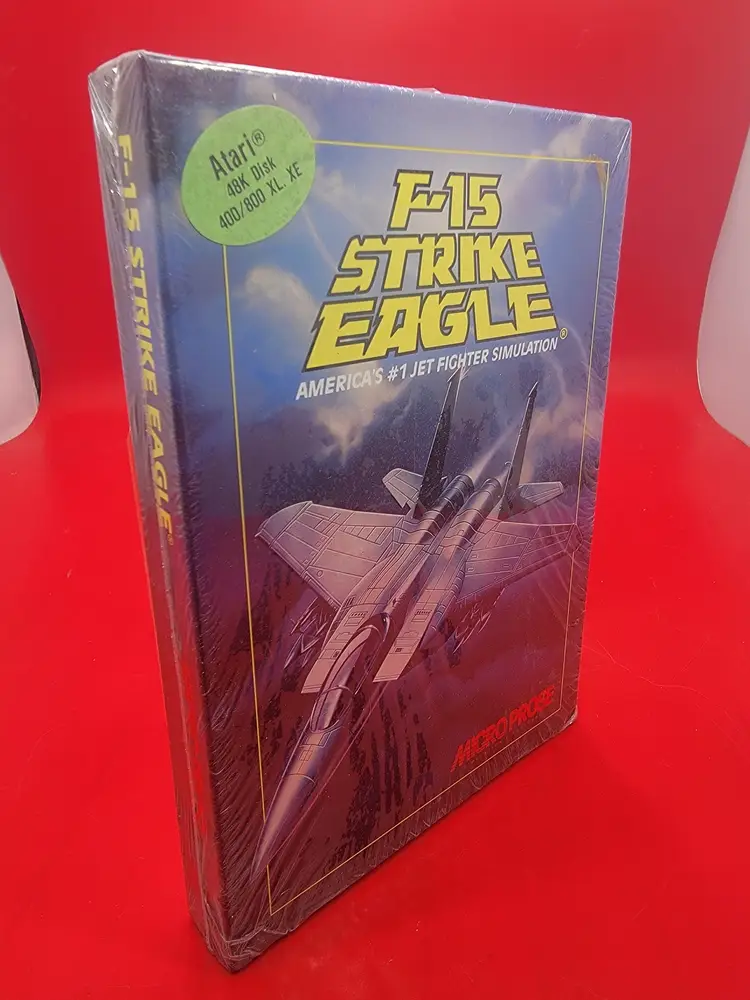 Atari®
48K Disk
400/800 XL, XE
F-15
STRIKE
EAGLE®
AMERICA'S #1 JET FIGHTER SIMULATION
MICRO PROSE
F-15 STRIKE EAGLE®